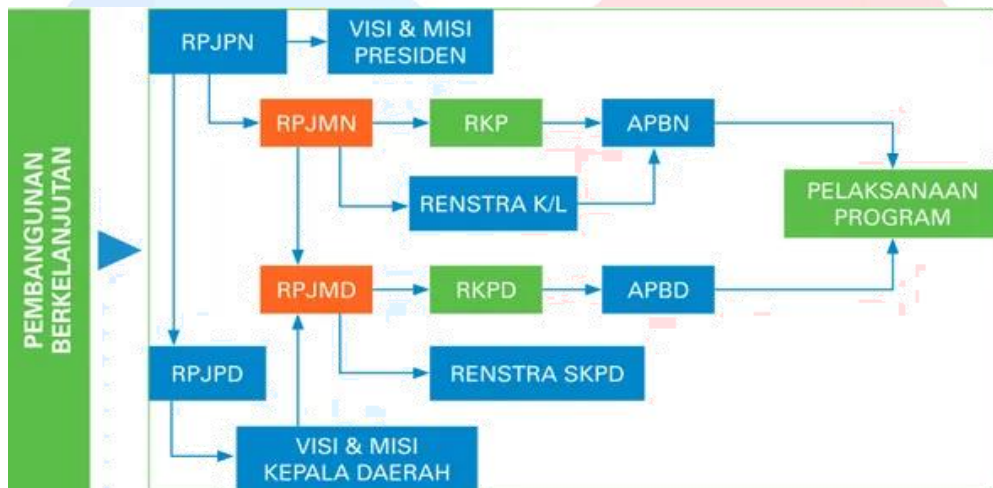 PEMBANGUNAN
BERKELANJUTAN
RPJPN
VISI & MISI
PRESIDEN
RPJMN
RKP
APBN
RENSTRA K/L
PELAKSANAAN
PROGRAM
RPJMD
RKPD
APBD
RPJPD
RENSTRA SKPD
VISI & MISI
KEPALA DAERAH